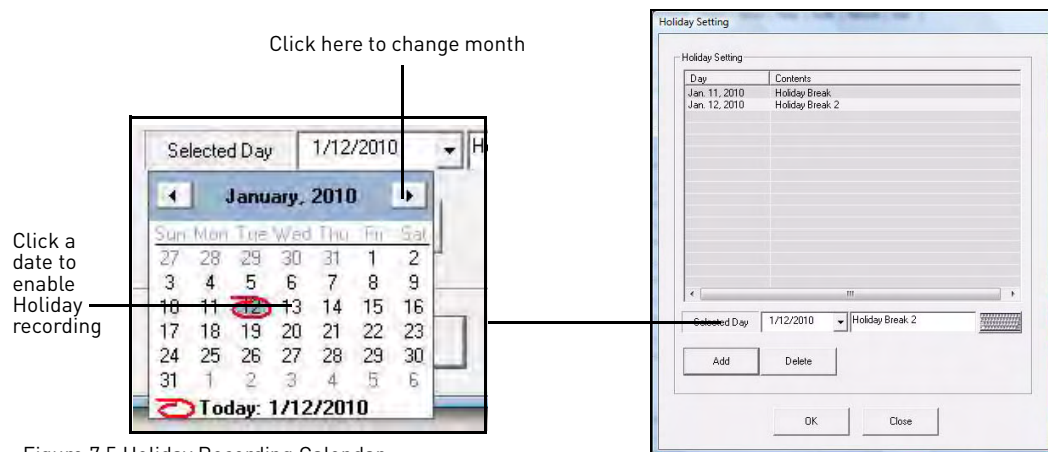 Click here to change month
Selected Day 1/12/2010
January, 2010
Sun Mon Tue Wed Thu Fri Sat
27 28 29 30 31 1 2
3 4 5 6 7 8 9
10 11 12 13 14 15 16
17 18 19 20 21 22 23
24 25 26 27 28 29 30
31 1 2 3 4 5 6
Today: 1/12/2010
Click a
date to
enable
Holiday
recording
Holiday Setting
Holiday Setting
Day Contents
Jan. 11, 2010 Holiday Break
Jan. 12, 2010 Holiday Break 2
Selected Day 1/12/2010 Holiday Break 2
Add Delete
OK Close
Figure 7.5 Holiday Recording Calendar